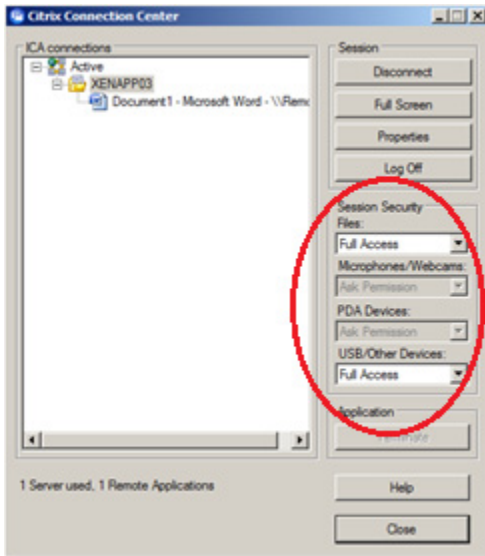 Citrix Connection Center
ICA connections
Active
XENAPP03
Document1 - Microsoft Word - \\Remo
Session
Disconnect
Full Screen
Properties
Log Off
Session Security
Files:
Full Access
Microphones/Webcams:
Ask Permission
PDA Devices:
Ask Permission
USB/Other Devices:
Full Access
Application
Terminate
1 Server used, 1 Remote Applications
Help
Close